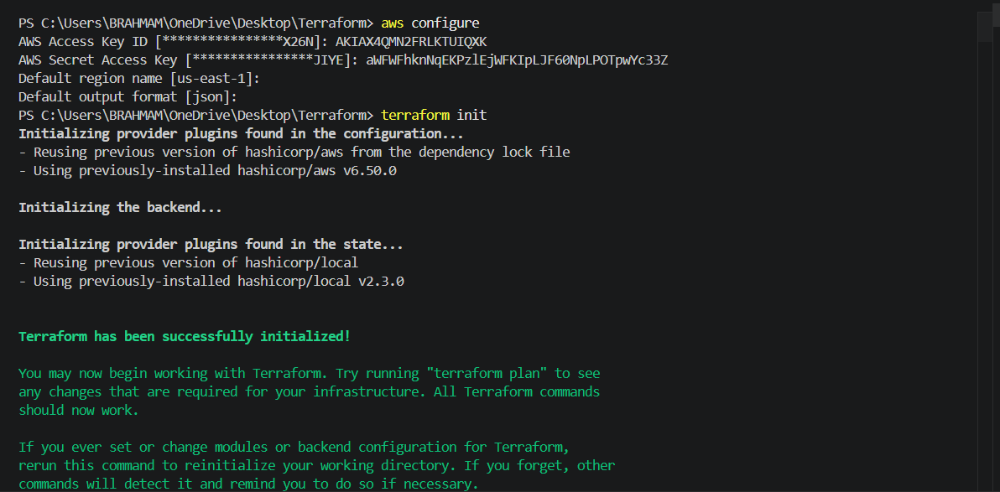 PS C:\Users\BRAHMAM\OneDrive\Desktop\Terraform> aws configure
AWS Access Key ID [****************X26N]: [redacted]
AWS Secret Access Key [****************JIYE]: [redacted]
Default region name [us-east-1]:
Default output format [json]:
PS C:\Users\BRAHMAM\OneDrive\Desktop\Terraform> terraform init
Initializing provider plugins found in the configuration...
- Reusing previous version of hashicorp/aws from the dependency lock file
- Using previously-installed hashicorp/aws v6.50.0
Initializing the backend...
Initializing provider plugins found in the state...
- Reusing previous version of hashicorp/local
- Using previously-installed hashicorp/local v2.3.0
Terraform has been successfully initialized!
You may now begin working with Terraform. Try running "terraform plan" to see
any changes that are required for your infrastructure. All Terraform commands
should now work.
If you ever set or change modules or backend configuration for Terraform,
rerun this command to reinitialize your working directory. If you forget, other
commands will detect it and remind you to do so if necessary.